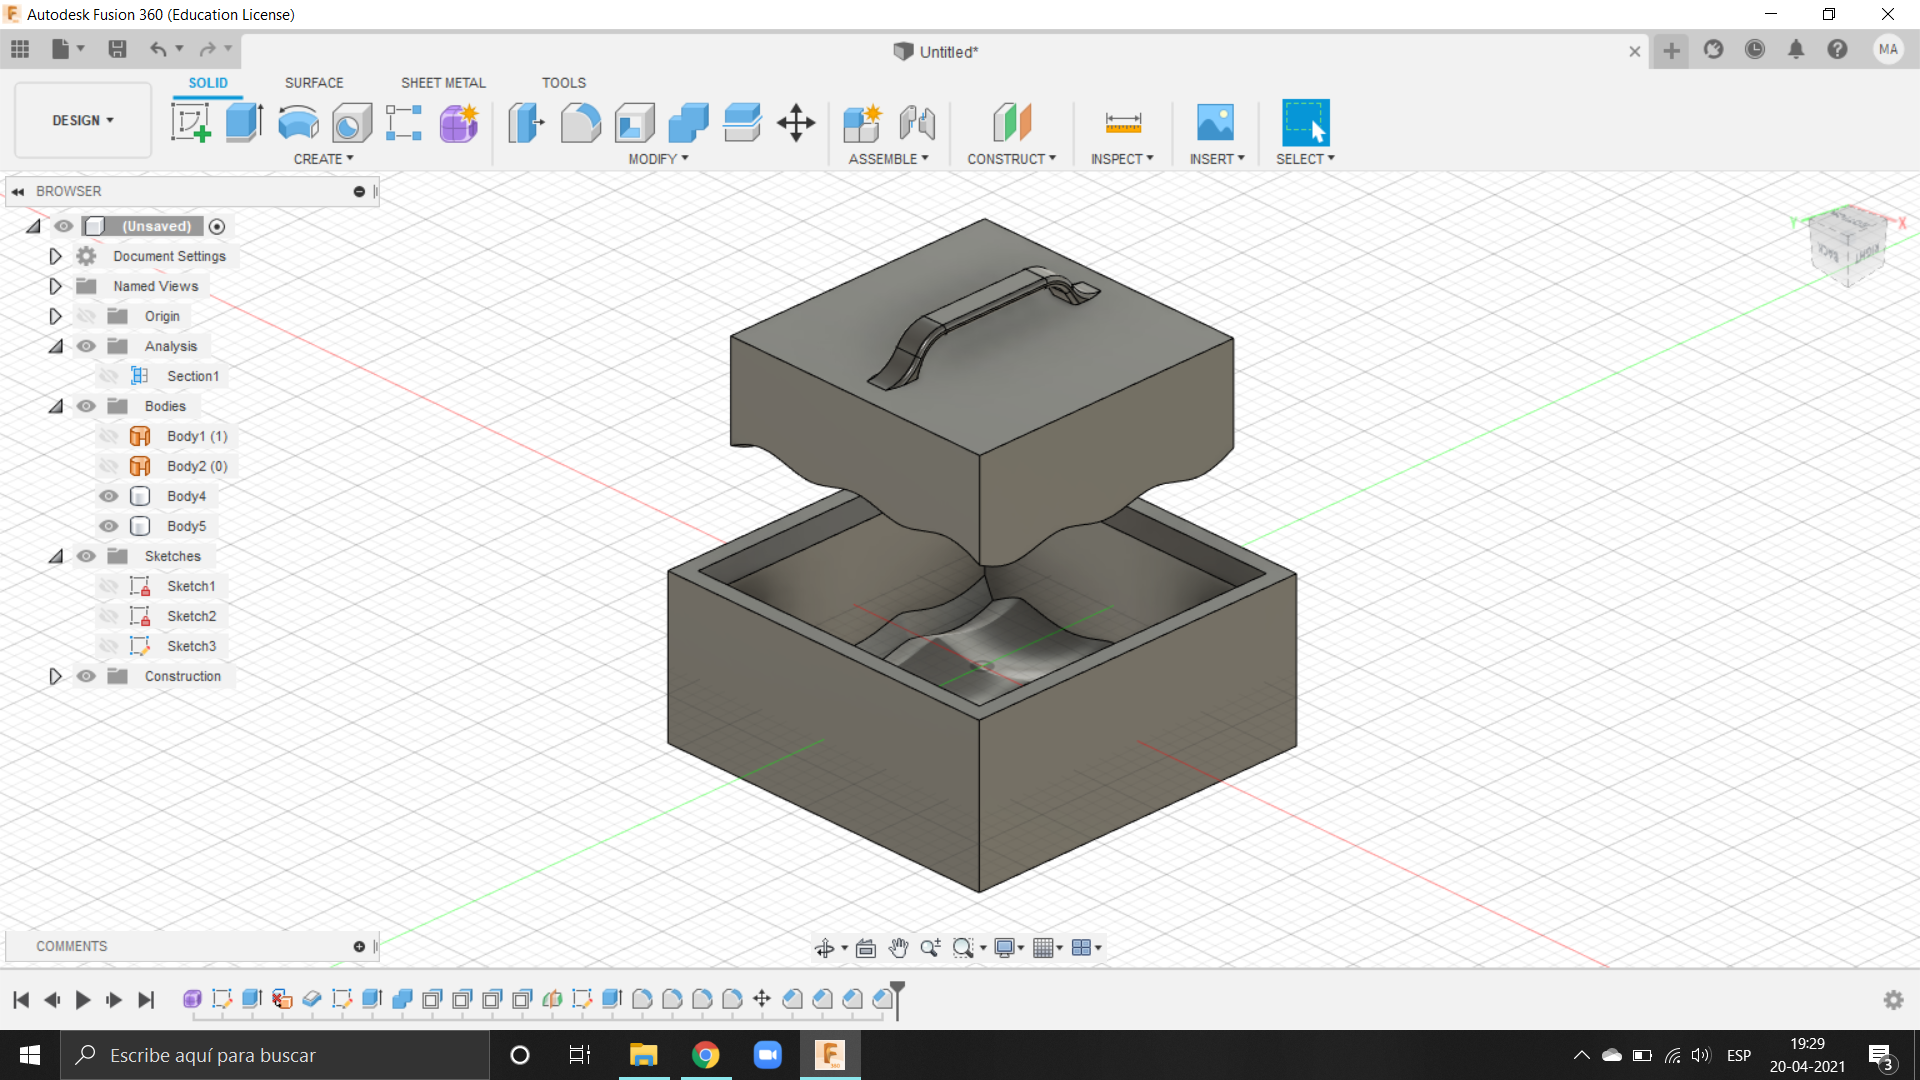 Autodesk Fusion 360 (Education License)
Untitled*
MA
DESIGN
SOLID
SURFACE
SHEET METAL
TOOLS
CREATE
MODIFY
ASSEMBLE
CONSTRUCT
INSPECT
INSERT
SELECT
BROWSER
(Unsaved)
Document Settings
Named Views
Origin
Analysis
Section1
Bodies
Body1 (1)
Body2 (0)
Body4
Body5
Sketches
Sketch1
Sketch2
Sketch3
Construction
Y
X
BACK
RIGHT
COMMENTS
Escribe aquí para buscar
ESP
19:29
20-04-2021
3